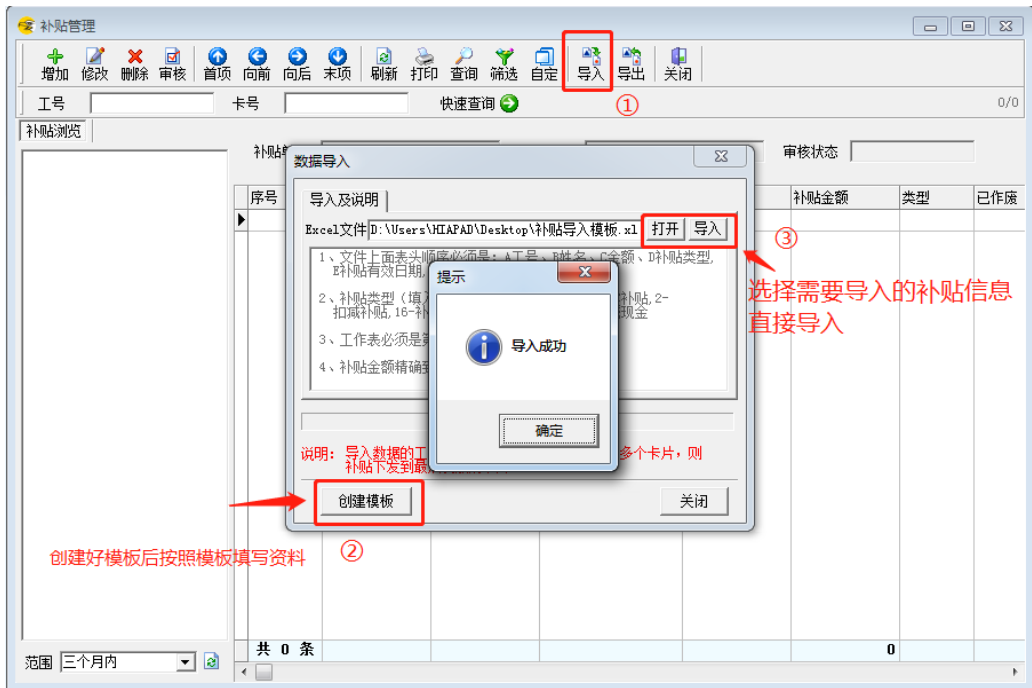 补贴管理
增加 修改 删除 审核 首项 向前 向后 末项 刷新 打印 查询 筛选 自定 导入 导出 关闭
工号 卡号 快速查询 0/0
①
补贴浏览
审核状态
序号 补贴金额 类型 已作废
数据导入
导入及说明
Excel文件 D:\Users\HIAPAD\Desktop\补贴导入模板.xl 打开 导入
③
1、文件上面表头顺序必须是：A工号、B姓名、C金额、D补贴类型,
E补贴有效日期,
2、补贴类型（填 补贴,2-
扣减补贴,16-补 现金
3、工作表必须是
4、补贴金额精确
提示
导入成功
确定
选择需要导入的补贴信息
直接导入
说明：导入数据的工 多个卡片，则
补贴下发到最
创建模板 关闭
②
创建好模板后按照模板填写资料
共 0 条 0
范围 三个月内